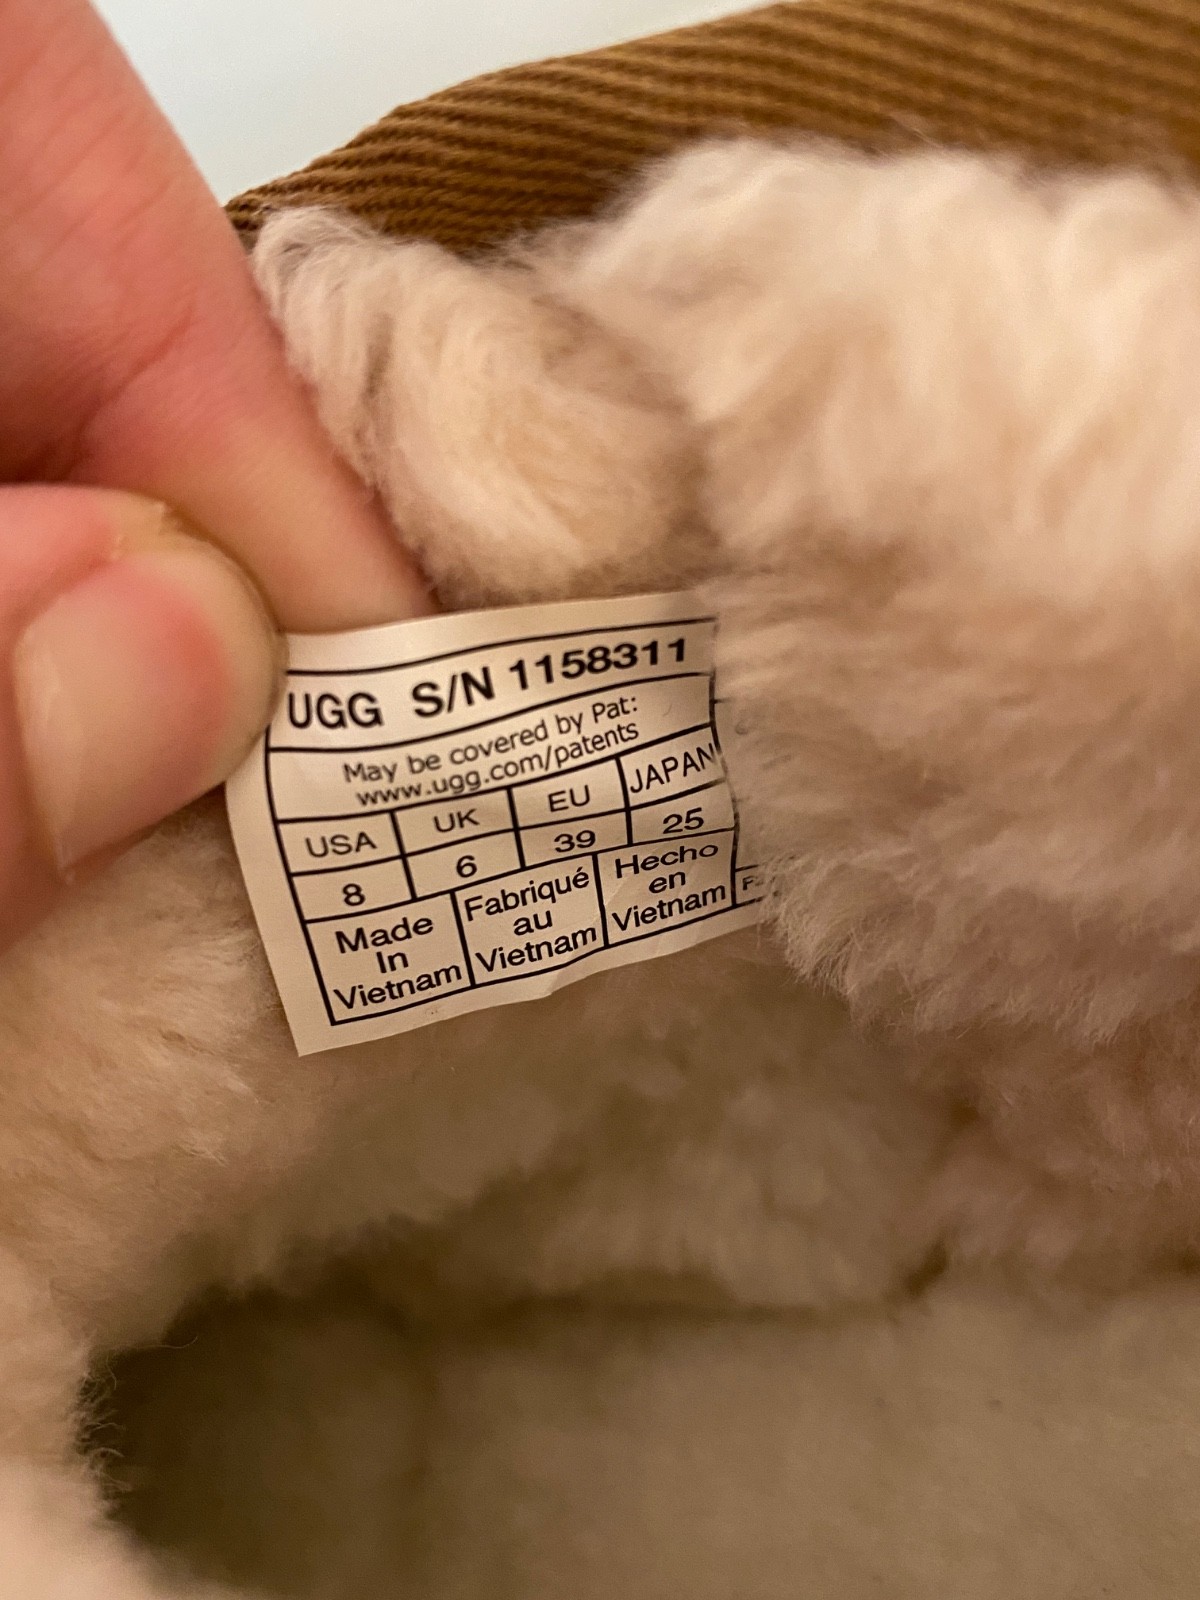 UGG S/N 1158311
May be covered by Pat:
www.ugg.com/patents
USA UK EU JAPAN
8 6 39 25
Made
In
Vietnam
Fabriqué
au
Vietnam
Hecho
en
Vietnam